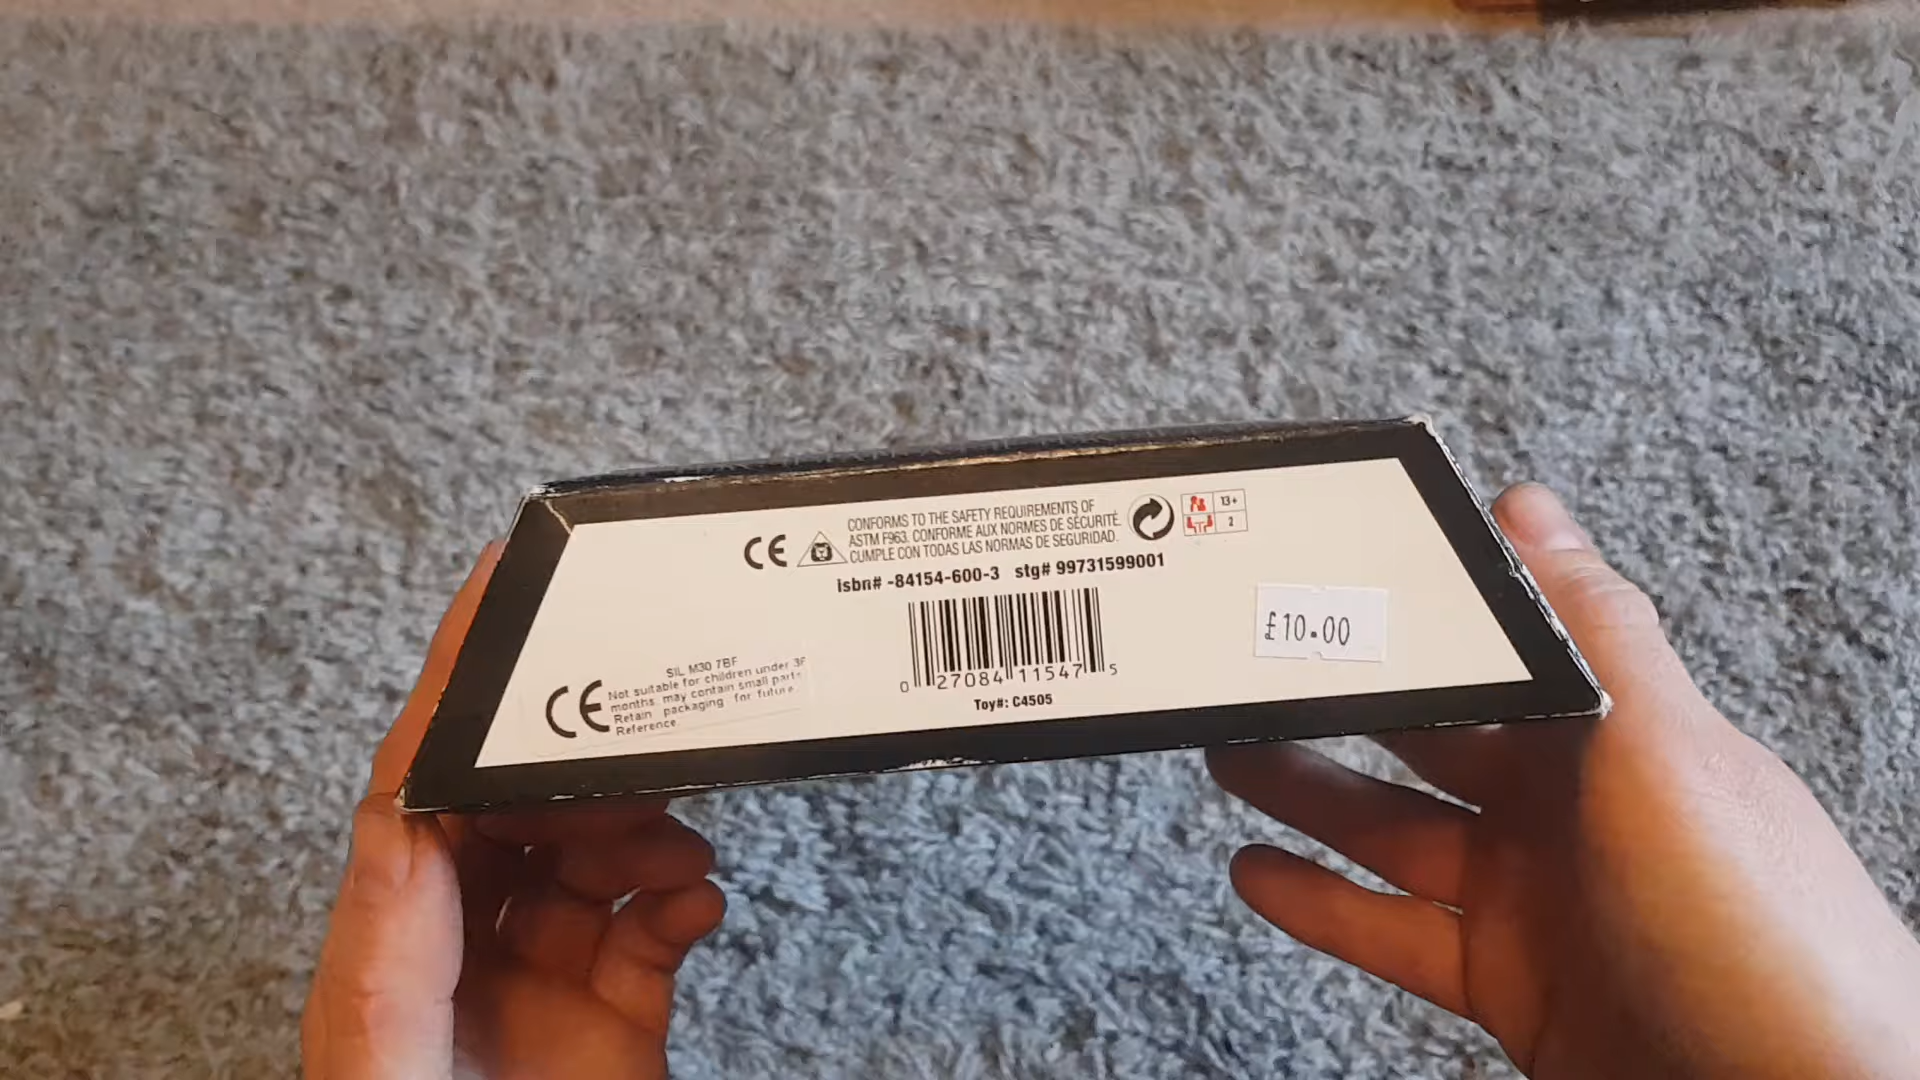 CE
CONFORMS TO THE SAFETY REQUIREMENTS OF
ASTM F963. CONFORME AUX NORMES DE SÉCURITÉ.
CUMPLE CON TODAS LAS NORMAS DE SEGURIDAD.
13+
2
isbn# -84154-600-3 stg# 99731599001
0 27084 11547 5
Toy#: C4505
£10.00
CE
SIL M30 7BF
Not suitable for children under 36
months. may contain small parts.
Retain packaging for future.
Reference.